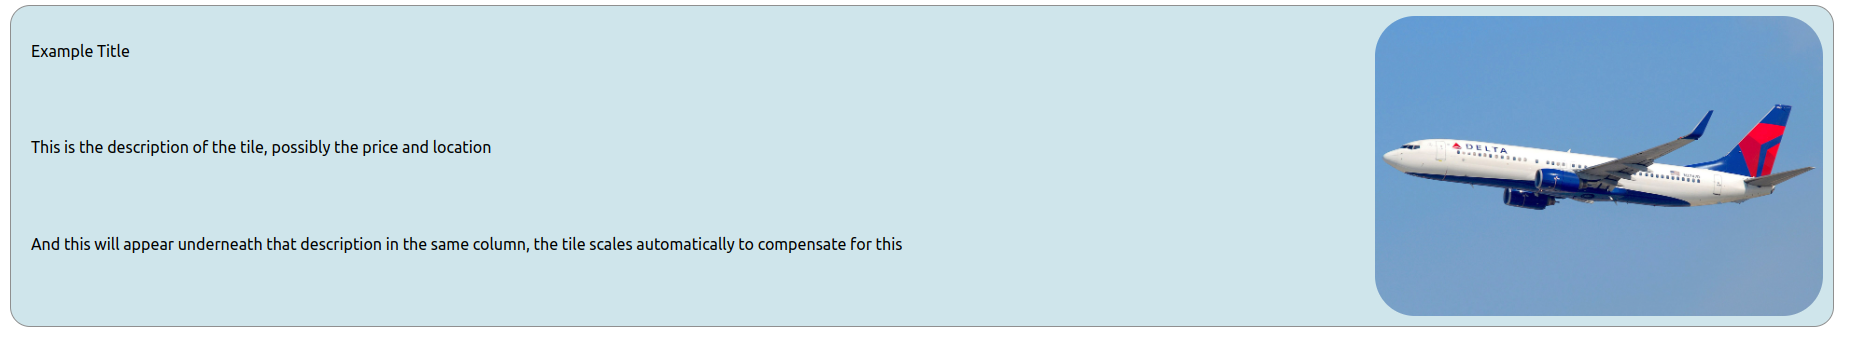 Example Title
This is the description of the tile, possibly the price and location
And this will appear underneath that description in the same column, the tile scales automatically to compensate for this
DELTA